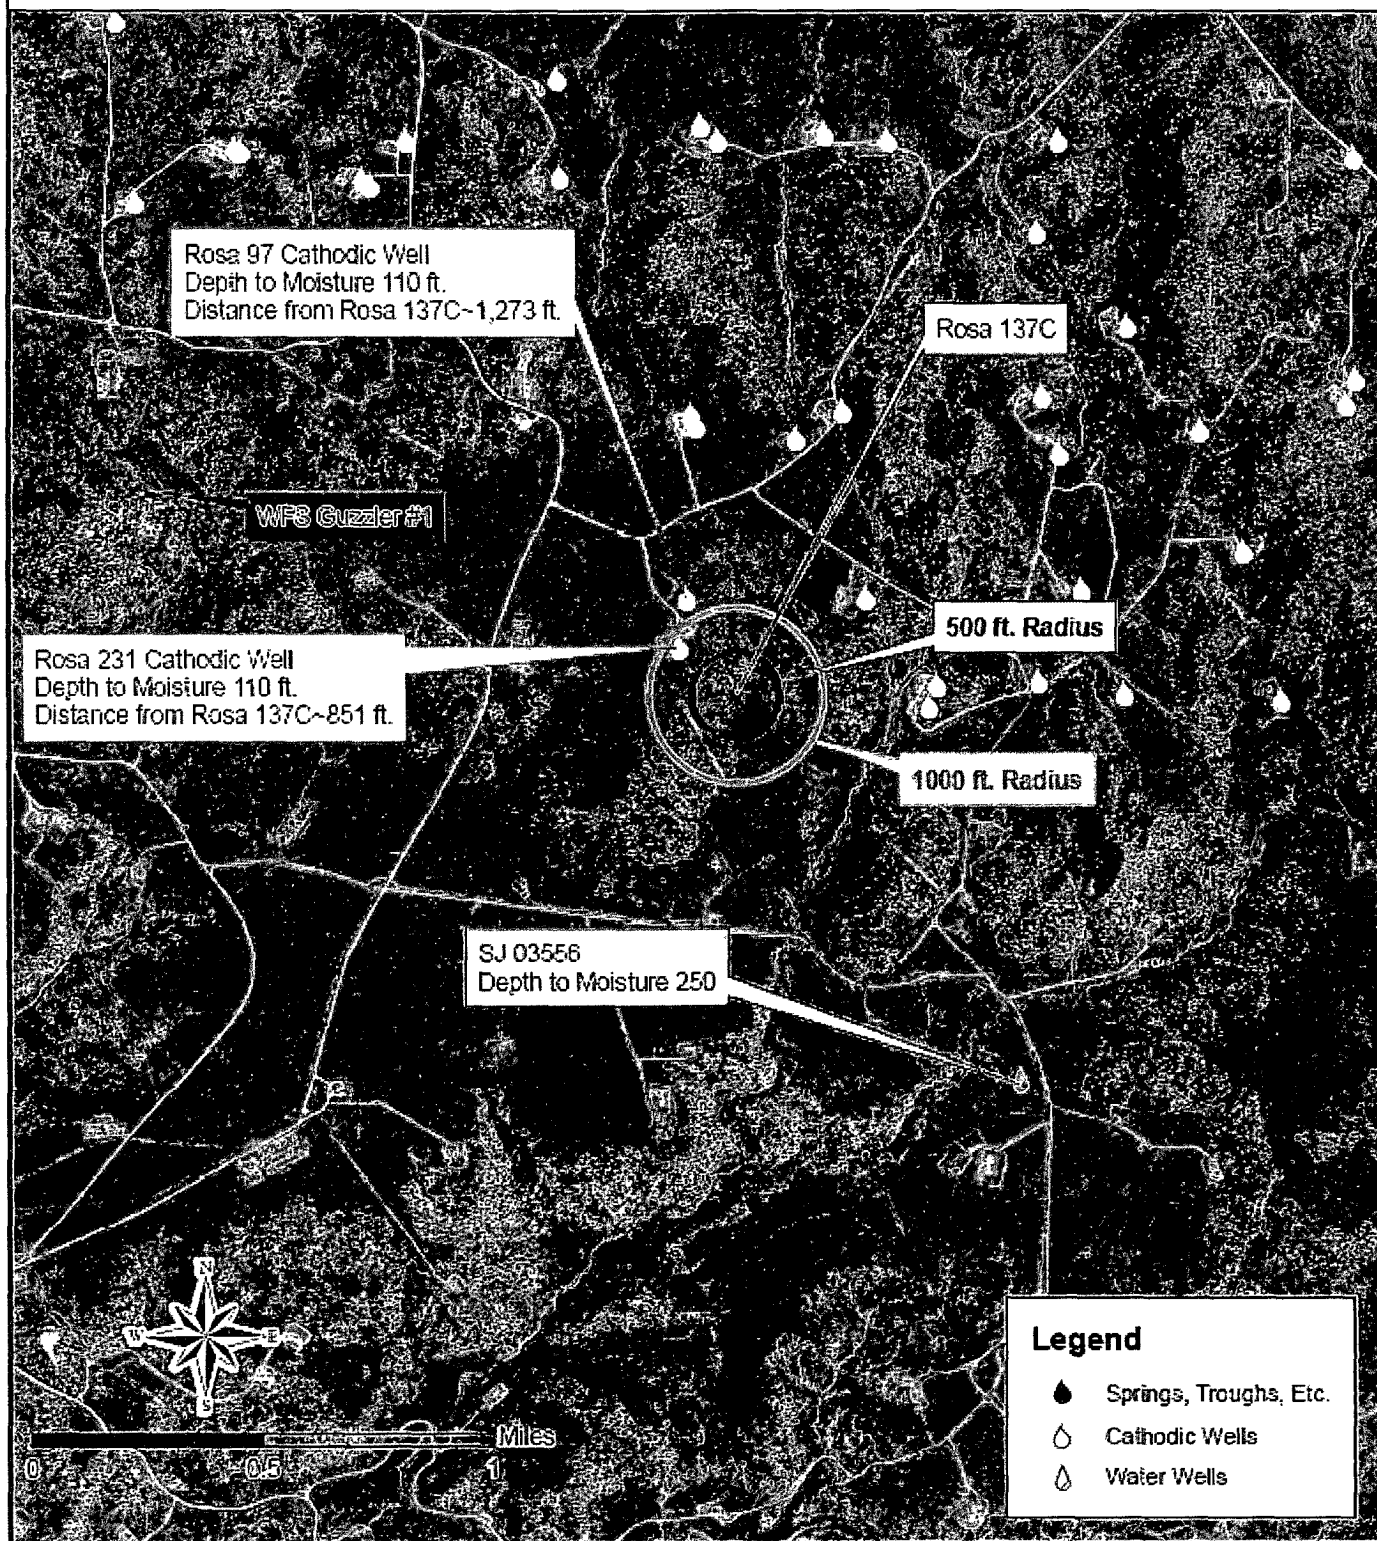 Rosa 97 Cathodic Well
Depth to Moisture 110 ft.
Distance from Rosa 137C~1,273 ft.
Rosa 137C
WFS Guzzler #1
500 ft. Radius
Rosa 231 Cathodic Well
Depth to Moisture 110 ft.
Distance from Rosa 137C~851 ft.
1000 ft. Radius
SJ 03556
Depth to Moisture 250
N
W E
S
Miles
0 0.5 1
Legend
Springs, Troughs, Etc.
Cathodic Wells
Water Wells